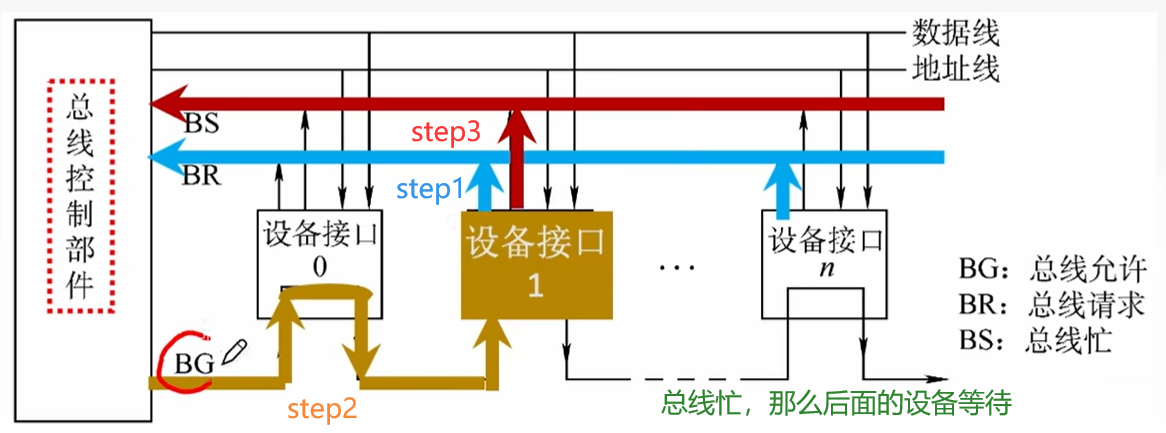 数据线
地址线
总线控制部件
BS
step3
BR
step1
设备接口
0
设备接口
1
...
设备接口
n
BG：总线允许
BR：总线请求
BS：总线忙
BG
step2
总线忙，那么后面的设备等待